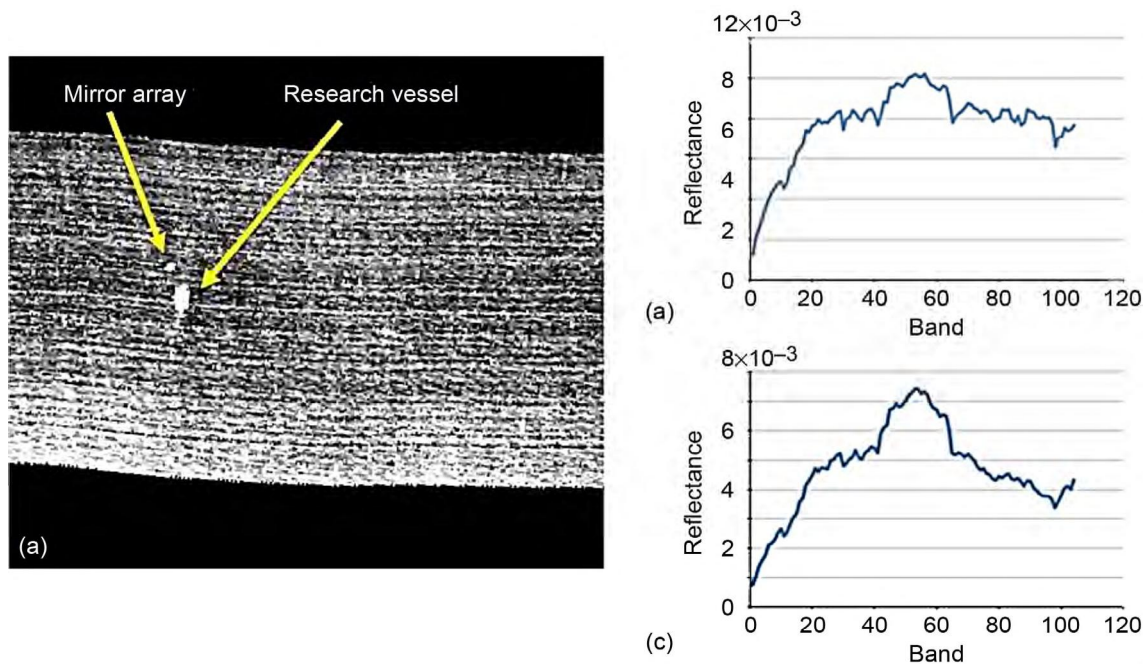 Mirror array
Research vessel
(a)
12×10–3
8
6
4
2
0
Reflectance
0 20 40 60 80 100 120
Band
(a)
8×10–3
6
4
2
0
Reflectance
0 20 40 60 80 100 120
Band
(c)